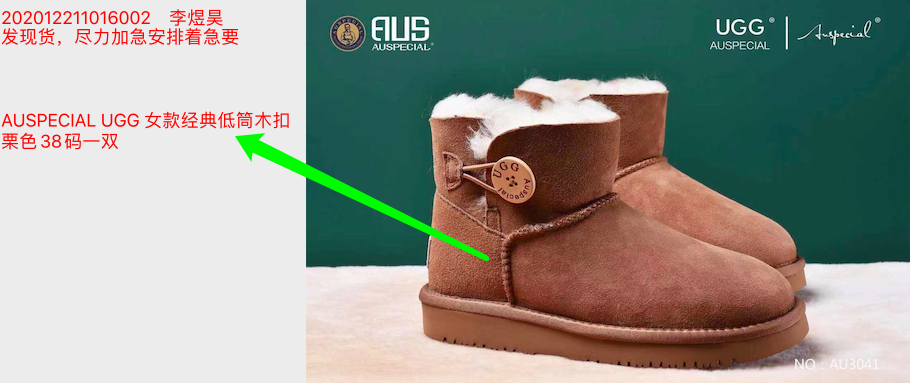 202012211016002 李煜昊
发现货，尽力加急安排着急要
AUSPECIAL UGG 女款经典低筒木扣
栗色38码一双
AUS
AUSPECIAL®
UGG®
AUSPECIAL
Auspecial®
UGG
Auspecial
NO：AU3041